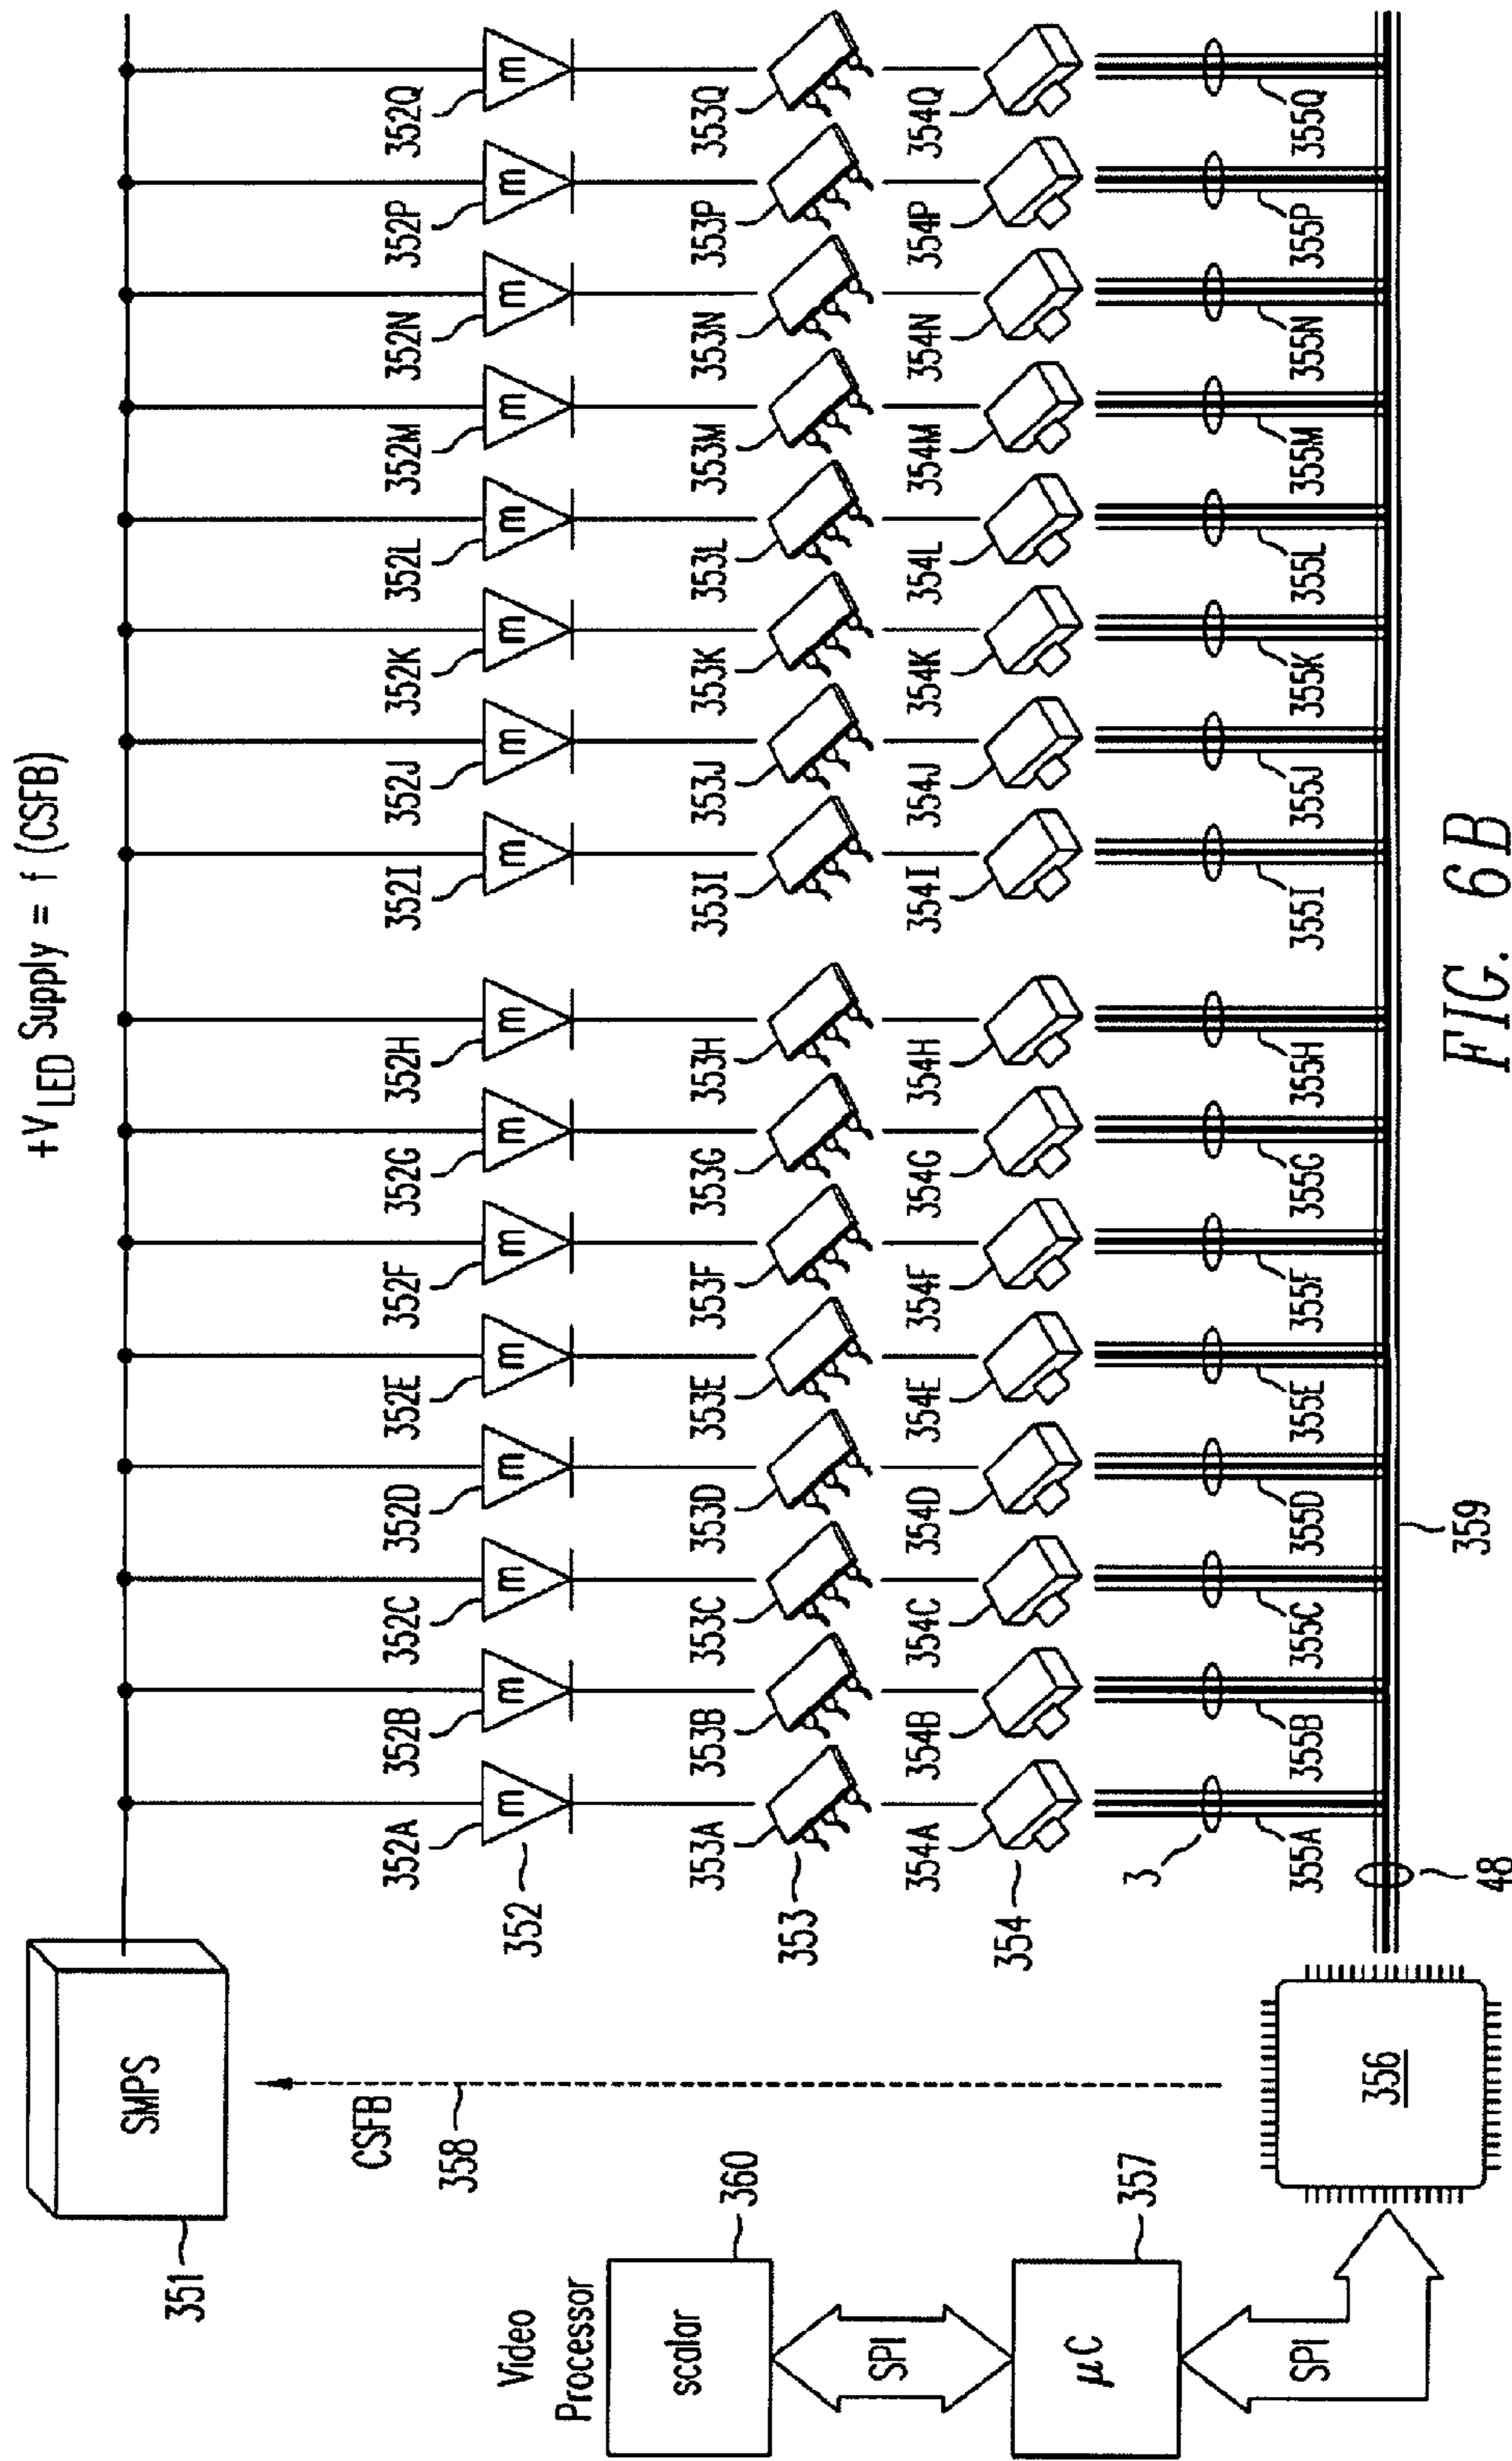 +V LED Supply = f (CSFB)
SMPS
351
CSFB
358
Video
Processor
scalar
360
SPI
µC
357
SPI
356
352A 352B 352C 352D 352E 352F 352G 352H 352I 352J 352K 352L 352M 352N 352P 352Q
m m m m m m m m m m m m m m m m
352
353A 353B 353C 353D 353E 353F 353G 353H 353I 353J 353K 353L 353M 353N 353P 353Q
353
354A 354B 354C 354D 354E 354F 354G 354H 354I 354J 354K 354L 354M 354N 354P 354Q
354
3
355A 355B 355C 355D 355E 355F 355G 355H 355I 355J 355K 355L 355M 355N 355P 355Q
48
359
FIG. 6B